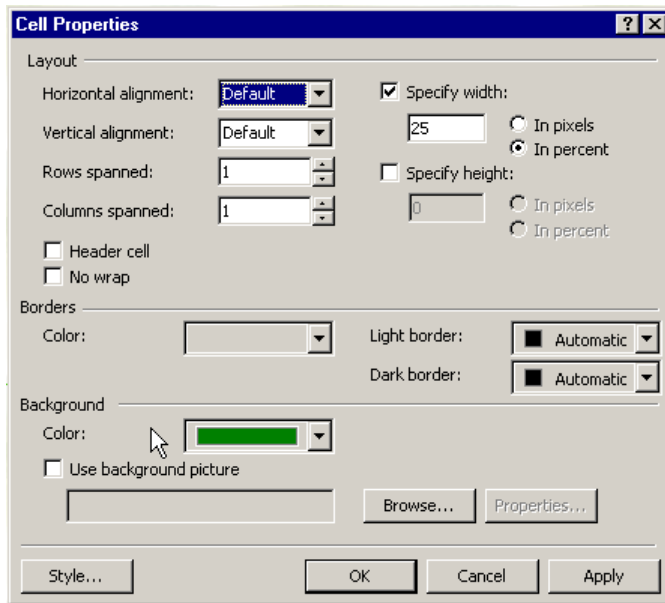 Cell Properties
Layout
Horizontal alignment: Default
Specify width:
Vertical alignment: Default
25
In pixels
In percent
Rows spanned: 1
Specify height:
Columns spanned: 1
0
In pixels
In percent
Header cell
No wrap
Borders
Color:
Light border: Automatic
Dark border: Automatic
Background
Color:
Use background picture
Browse... Properties...
Style... OK Cancel Apply